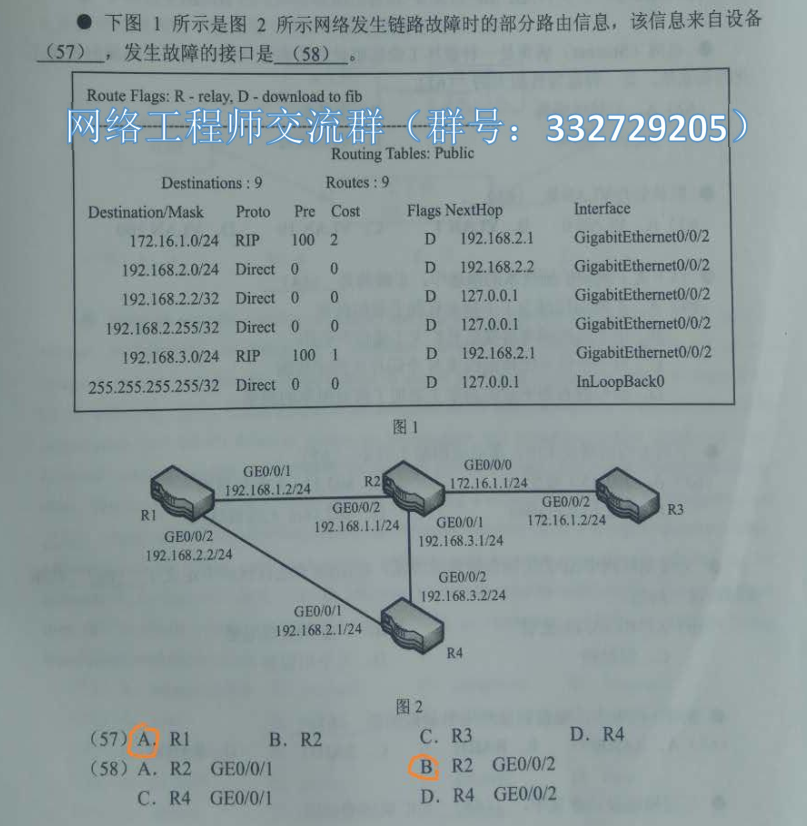 ● 下图 1 所示是图 2 所示网络发生链路故障时的部分路由信息，该信息来自设备
（57），发生故障的接口是 （58）。
Route Flags: R - relay, D - download to fib
网络工程师交流群（群号：332729205）
Routing Tables: Public
Destinations : 9 Routes : 9
Destination/Mask Proto Pre Cost Flags NextHop Interface
172.16.1.0/24 RIP 100 2 D 192.168.2.1 GigabitEthernet0/0/2
192.168.2.0/24 Direct 0 0 D 192.168.2.2 GigabitEthernet0/0/2
192.168.2.2/32 Direct 0 0 D 127.0.0.1 GigabitEthernet0/0/2
192.168.2.255/32 Direct 0 0 D 127.0.0.1 GigabitEthernet0/0/2
192.168.3.0/24 RIP 100 1 D 192.168.2.1 GigabitEthernet0/0/2
255.255.255.255/32 Direct 0 0 D 127.0.0.1 InLoopBack0
图 1
GE0/0/1
192.168.1.2/24
R1
GE0/0/2
192.168.2.2/24
R2
GE0/0/2
192.168.1.1/24
GE0/0/0
172.16.1.1/24
GE0/0/2
172.16.1.2/24
R3
GE0/0/1
192.168.3.1/24
GE0/0/2
192.168.3.2/24
GE0/0/1
192.168.2.1/24
R4
图 2
（57）A．R1 B．R2 C．R3 D．R4
（58）A．R2 GE0/0/1 B．R2 GE0/0/2
C．R4 GE0/0/1 D．R4 GE0/0/2